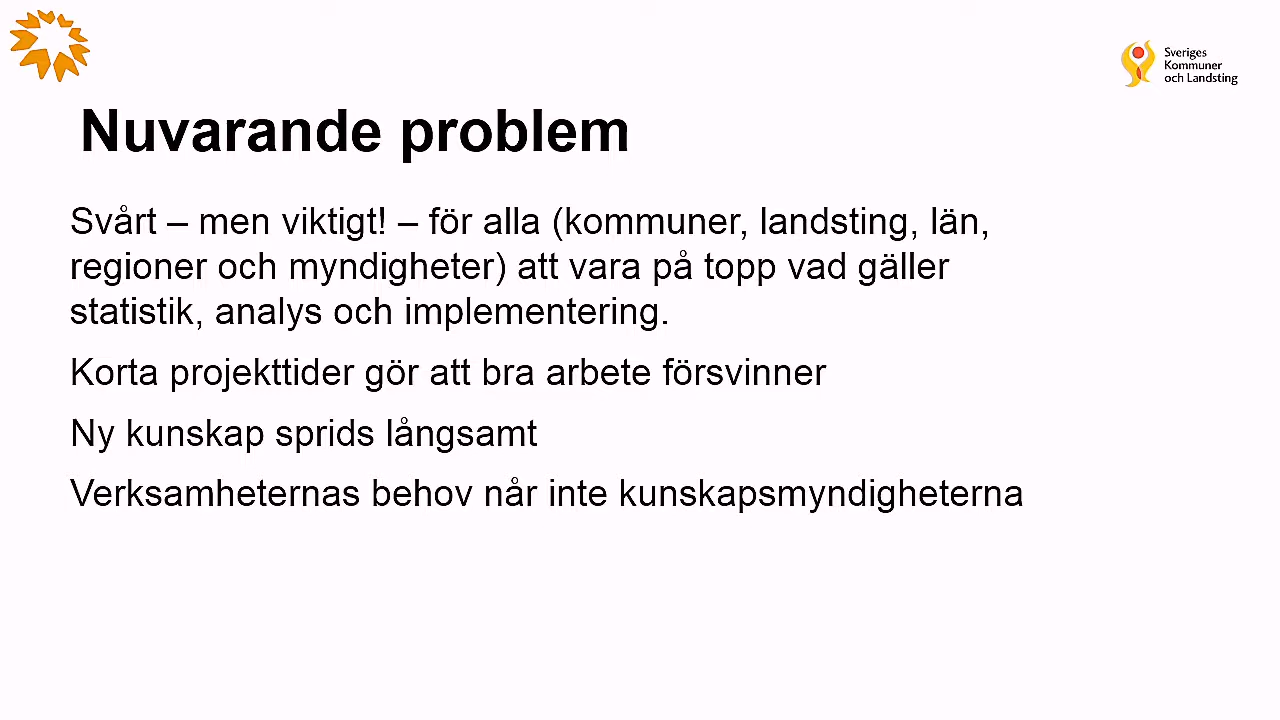 Sveriges
Kommuner
och Landsting
Nuvarande problem
Svårt – men viktigt! – för alla (kommuner, landsting, län,
regioner och myndigheter) att vara på topp vad gäller
statistik, analys och implementering.
Korta projekttider gör att bra arbete försvinner
Ny kunskap sprids långsamt
Verksamheternas behov når inte kunskapsmyndigheterna